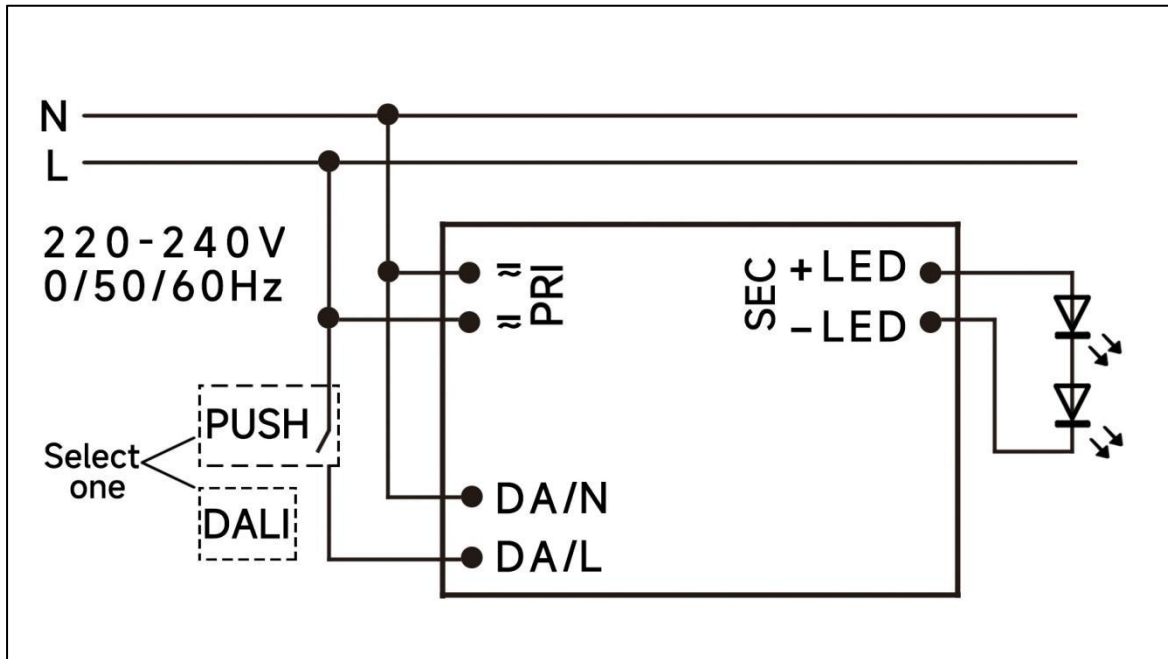 N
L
220-240V
0/50/60Hz
PUSH
Select
one
DALI
PRI
SEC
+LED
-LED
DA/N
DA/L